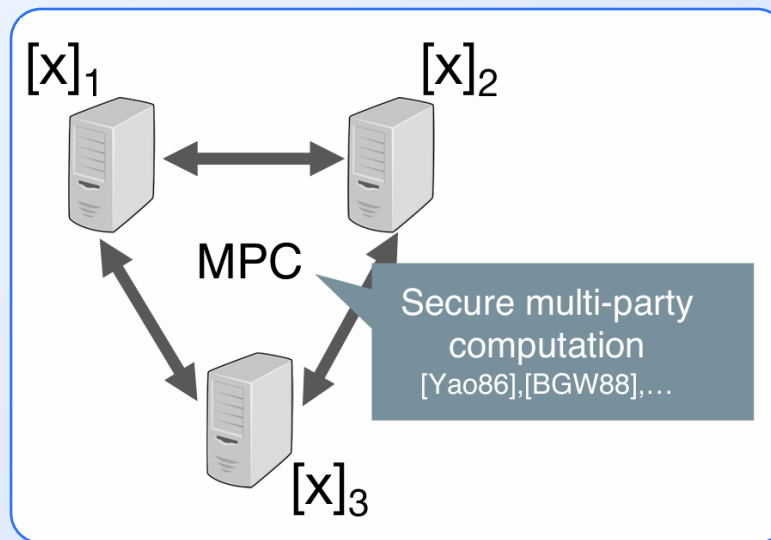 [x]₁
[x]₂
MPC
Secure multi-party
computation
[Yao86],[BGW88],…
[x]₃